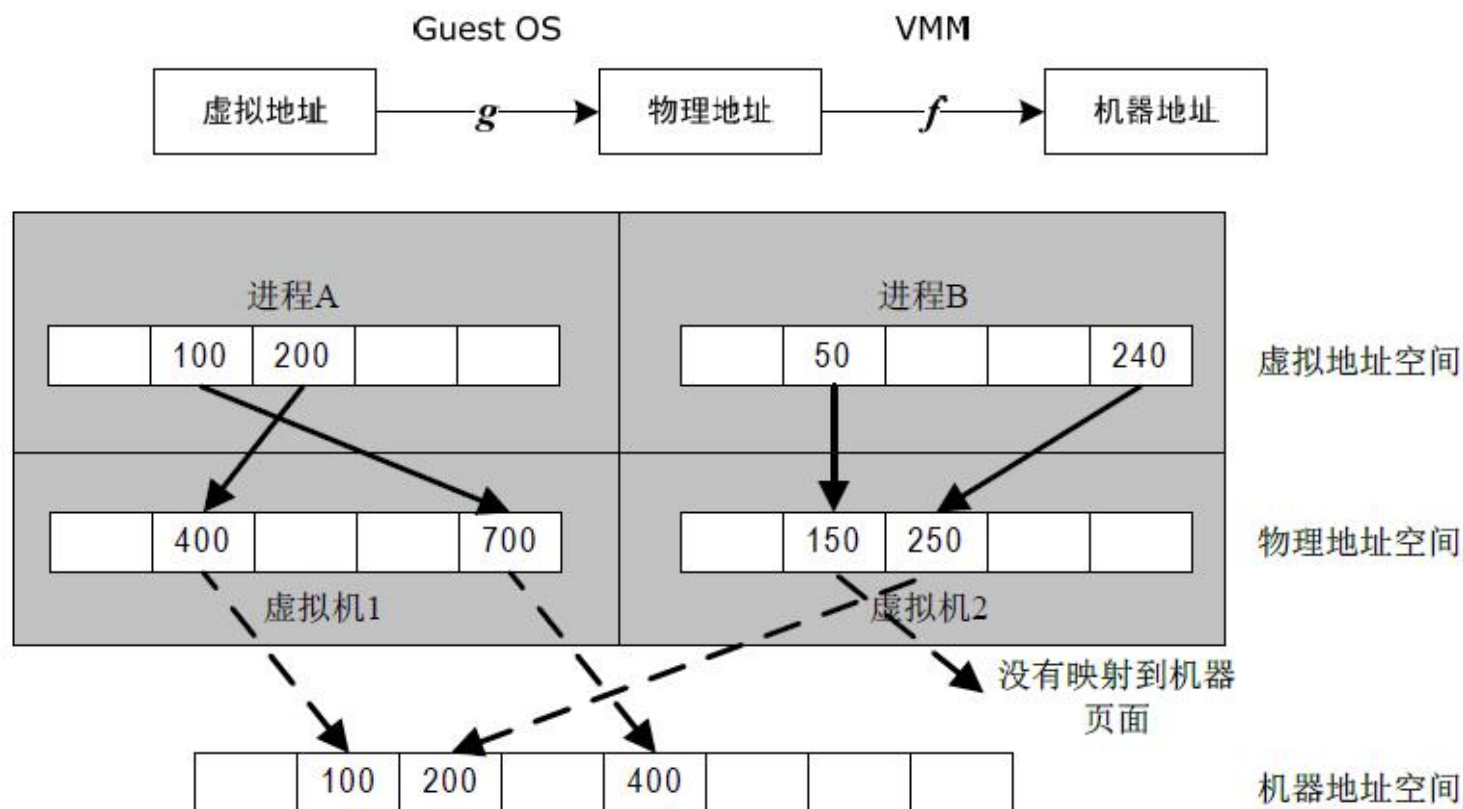 Guest OS VMM
虚拟地址 g 物理地址 f 机器地址
进程A 进程B
100 200 50 240 虚拟地址空间
400 700 150 250 物理地址空间
虚拟机1 虚拟机2
没有映射到机器
页面
100 200 400 机器地址空间